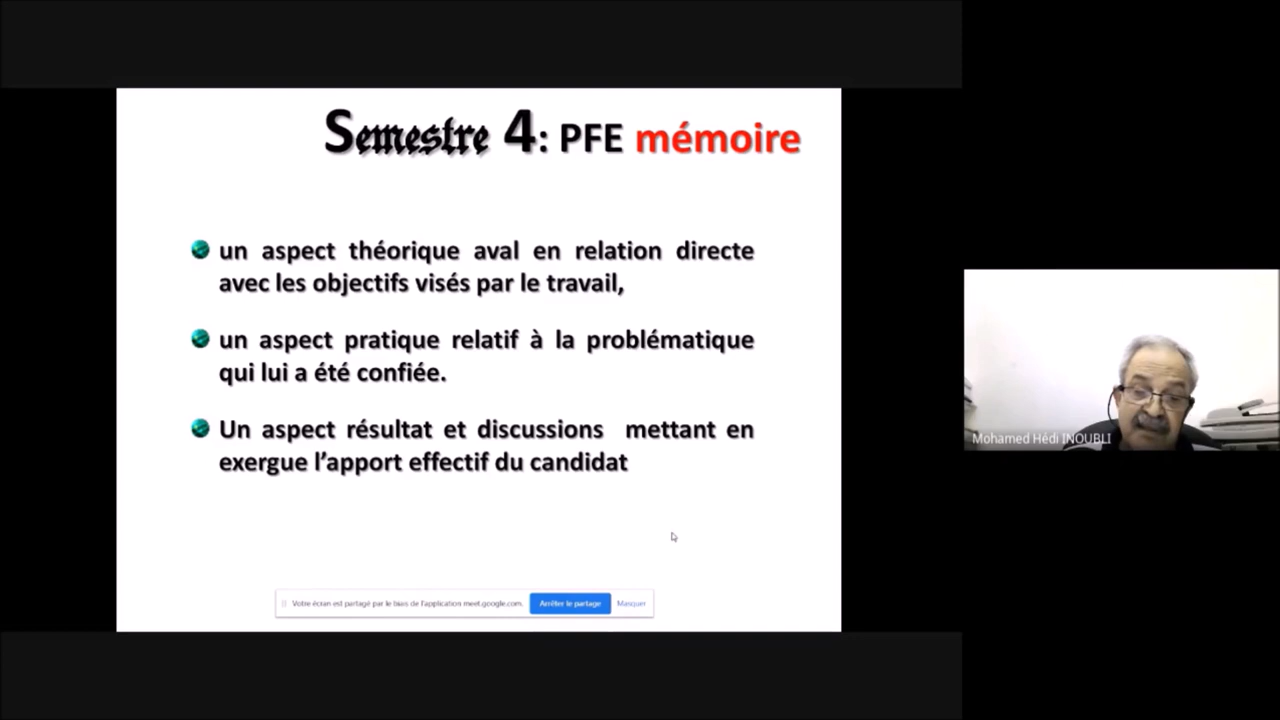 Semestre 4: PFE mémoire
un aspect théorique aval en relation directe
avec les objectifs visés par le travail,
un aspect pratique relatif à la problématique
qui lui a été confiée.
Un aspect résultat et discussions mettant en
exergue l’apport effectif du candidat
Votre écran est partagé par le biais de l'application meet.google.com. Arrêter le partage Masquer
Mohamed Hédi INOUBLI